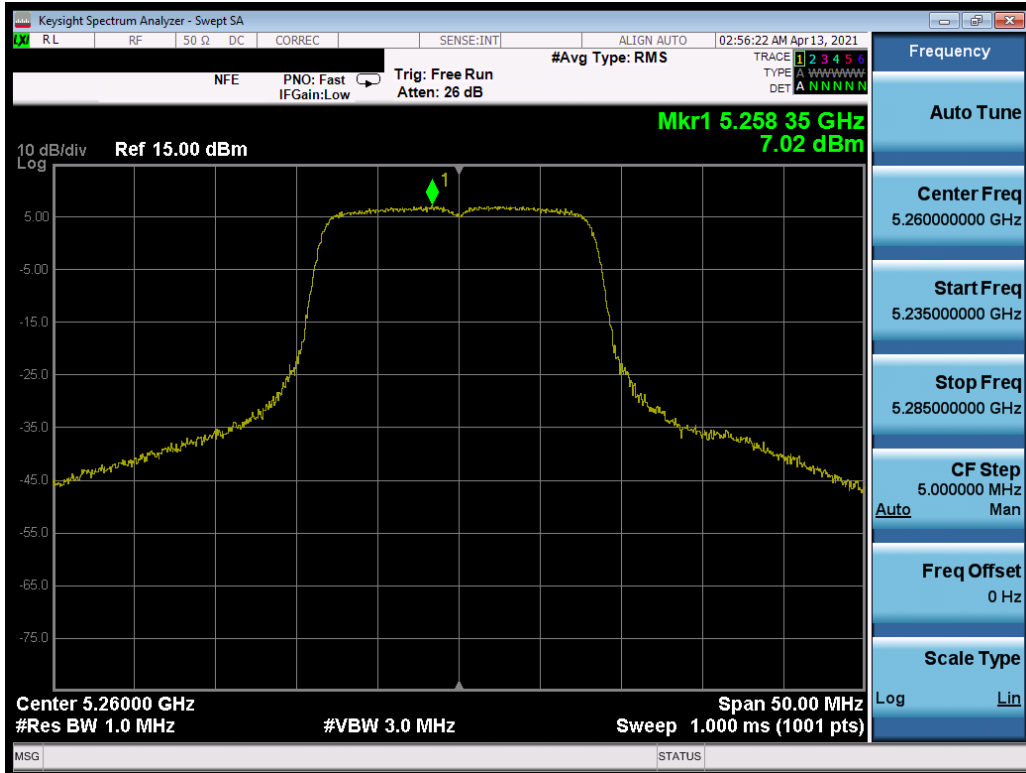 Keysight Spectrum Analyzer - Swept SA
LXI RL RF 50 Ω DC CORREC SENSE:INT ALIGN AUTO 02:56:22 AM Apr 13, 2021
NFE PNO: Fast Trig: Free Run #Avg Type: RMS TRACE 1 2 3 4 5 6
IFGain:Low Atten: 26 dB TYPE A WWWWW
DET A N N N N N
Mkr1 5.258 35 GHz
7.02 dBm
10 dB/div Ref 15.00 dBm
Log
1
5.00
-5.00
-15.0
-25.0
-35.0
-45.0
-55.0
-65.0
-75.0
Center 5.26000 GHz Span 50.00 MHz
#Res BW 1.0 MHz #VBW 3.0 MHz Sweep 1.000 ms (1001 pts)
MSG STATUS
Frequency
Auto Tune
Center Freq
5.260000000 GHz
Start Freq
5.235000000 GHz
Stop Freq
5.285000000 GHz
CF Step
5.000000 MHz
Auto Man
Freq Offset
0 Hz
Scale Type
Log Lin